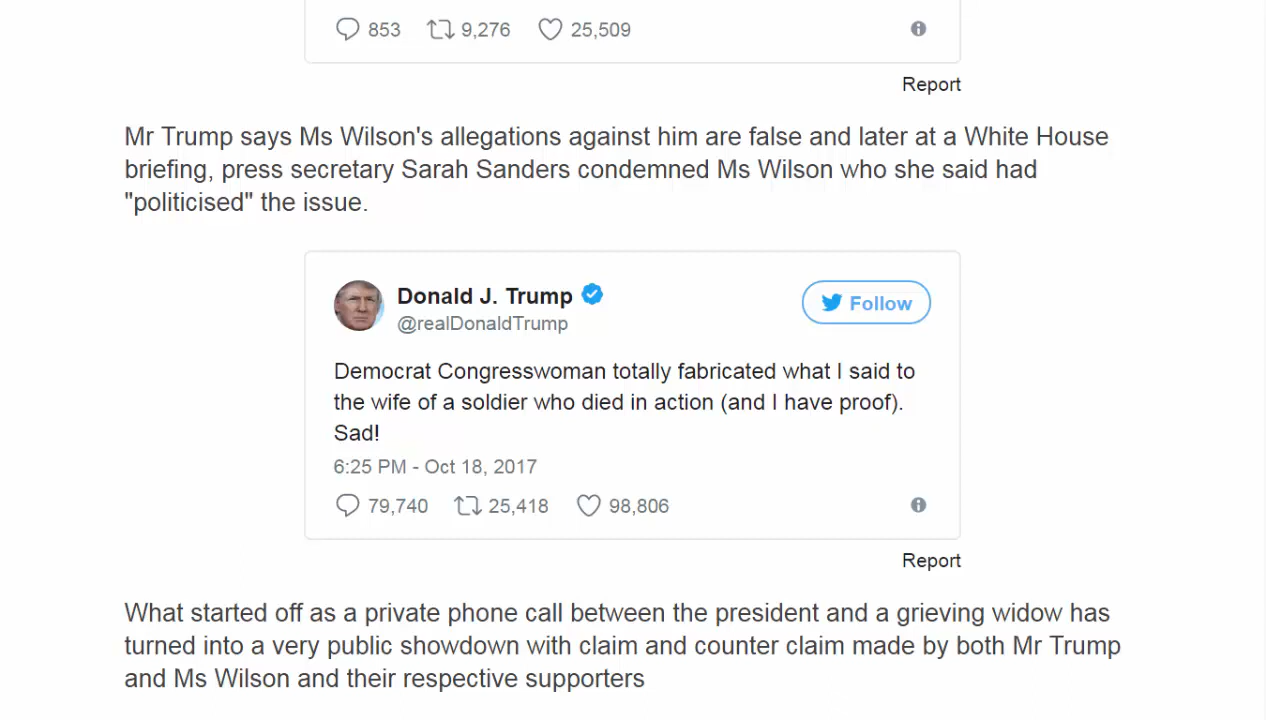 853 9,276 25,509
Report
Mr Trump says Ms Wilson's allegations against him are false and later at a White House
briefing, press secretary Sarah Sanders condemned Ms Wilson who she said had
"politicised" the issue.
Donald J. Trump
@realDonaldTrump
Follow
Democrat Congresswoman totally fabricated what I said to
the wife of a soldier who died in action (and I have proof).
Sad!
6:25 PM - Oct 18, 2017
79,740 25,418 98,806
Report
What started off as a private phone call between the president and a grieving widow has
turned into a very public showdown with claim and counter claim made by both Mr Trump
and Ms Wilson and their respective supporters